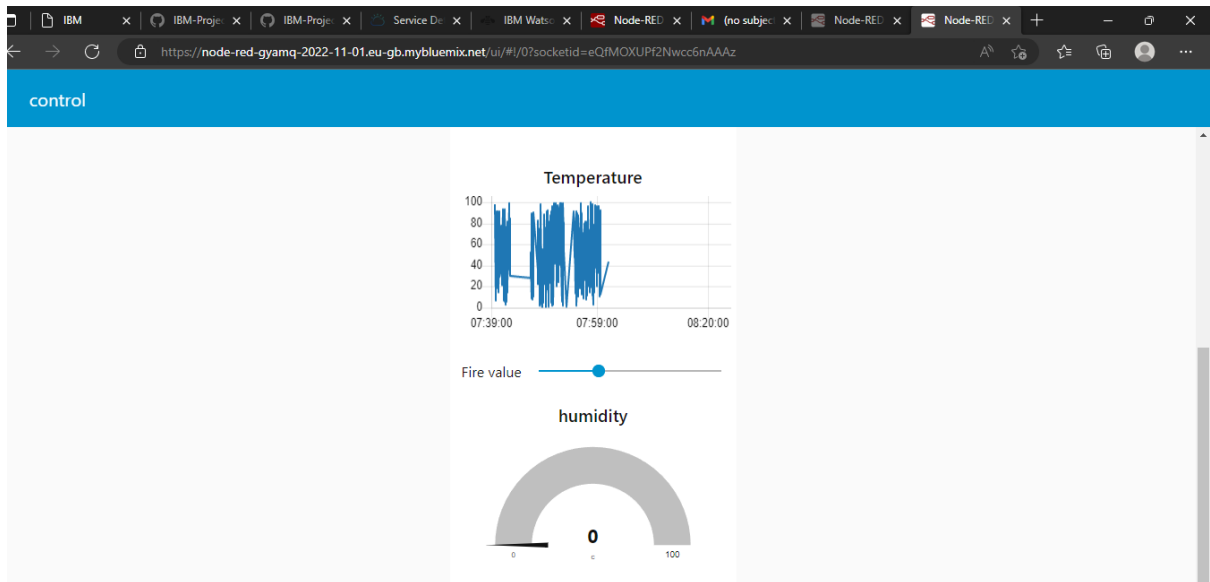 IBM
IBM-Projec
IBM-Projec
Service De
IBM Watso
Node-RED
(no subject
Node-RED
Node-RED
https://node-red-gyamq-2022-11-01.eu-gb.mybluemix.net/ui/#!/0?socketid=eQfMOXUPf2Nwcc6nAAAz
control
Temperature
100
80
60
40
20
0
07:39:00 07:59:00 08:20:00
Fire value
humidity
0
0 c 100